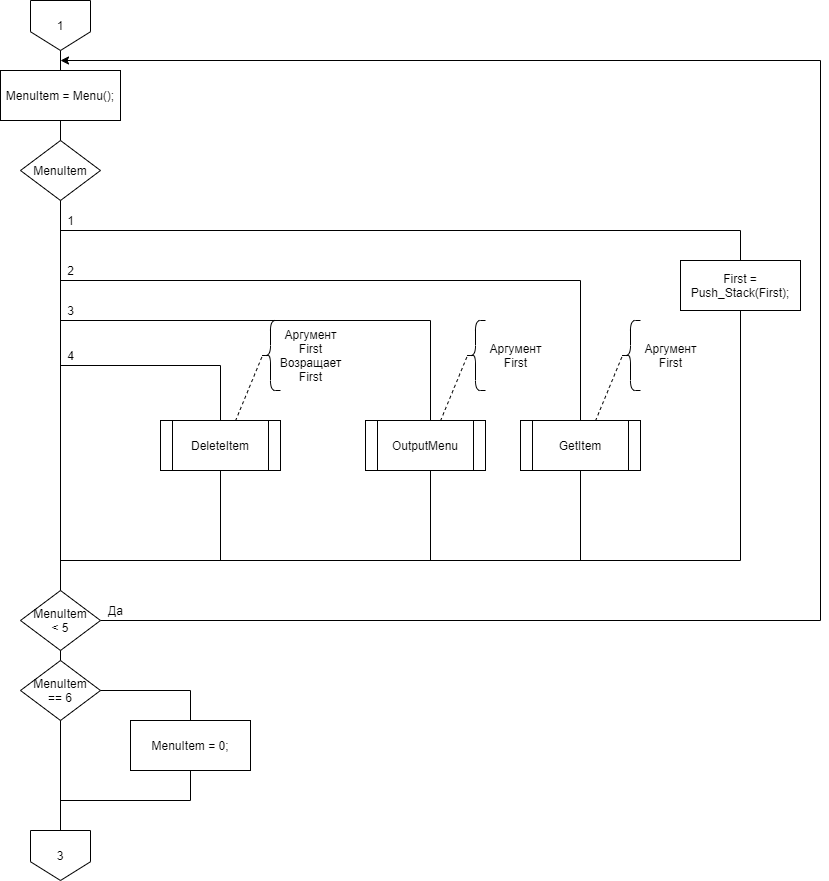 1
MenuItem = Menu();
MenuItem
1
2
First =
Push_Stack(First);
3
Аргумент
First
Возращает
First
Аргумент
First
Аргумент
First
4
DeleteItem
OutputMenu
GetItem
Да
MenuItem
< 5
MenuItem
== 6
MenuItem = 0;
3